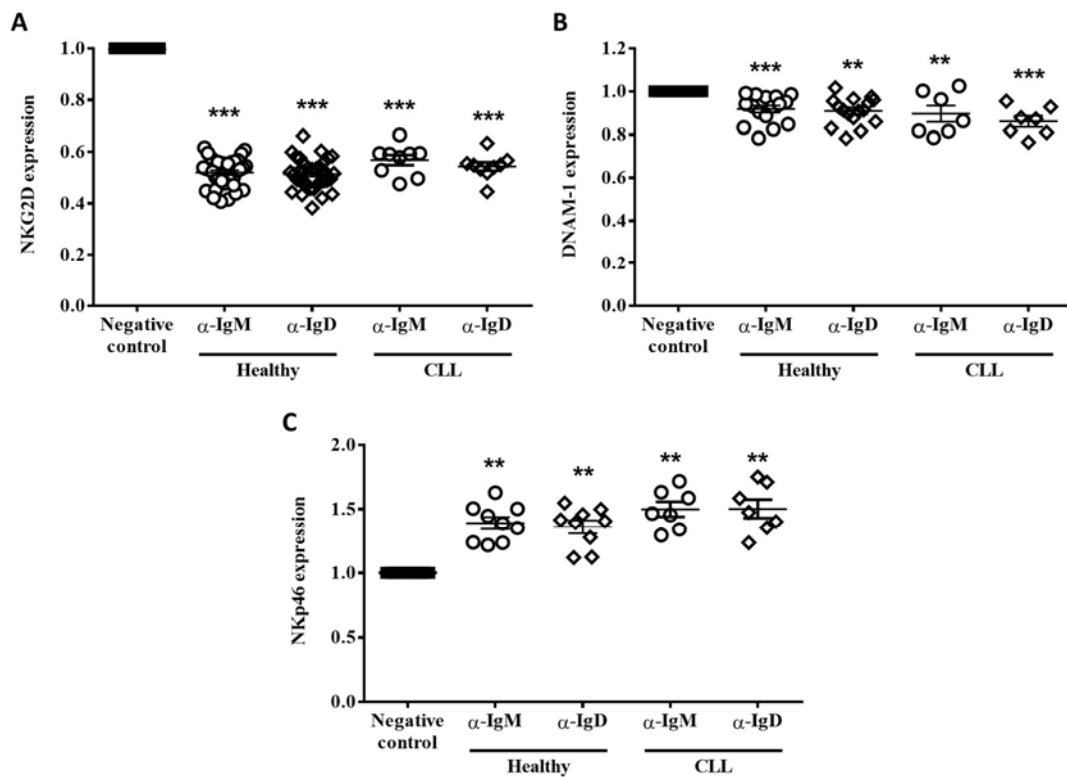 A
NKG2D expression
1.0
0.8
0.6
0.4
0.2
0.0
***
***
***
***
Negative control
α-IgM
α-IgD
α-IgM
α-IgD
Healthy
CLL
B
DNAM-1 expression
1.2
1.0
0.8
0.6
0.4
0.2
0.0
***
**
**
***
Negative
control
α-IgM
α-IgD
α-IgM
α-IgD
Healthy
CLL
C
NKp46 expression
2.0
1.5
1.0
0.5
0.0
**
**
**
**
Negative
control
α-IgM
α-IgD
α-IgM
α-IgD
Healthy
CLL